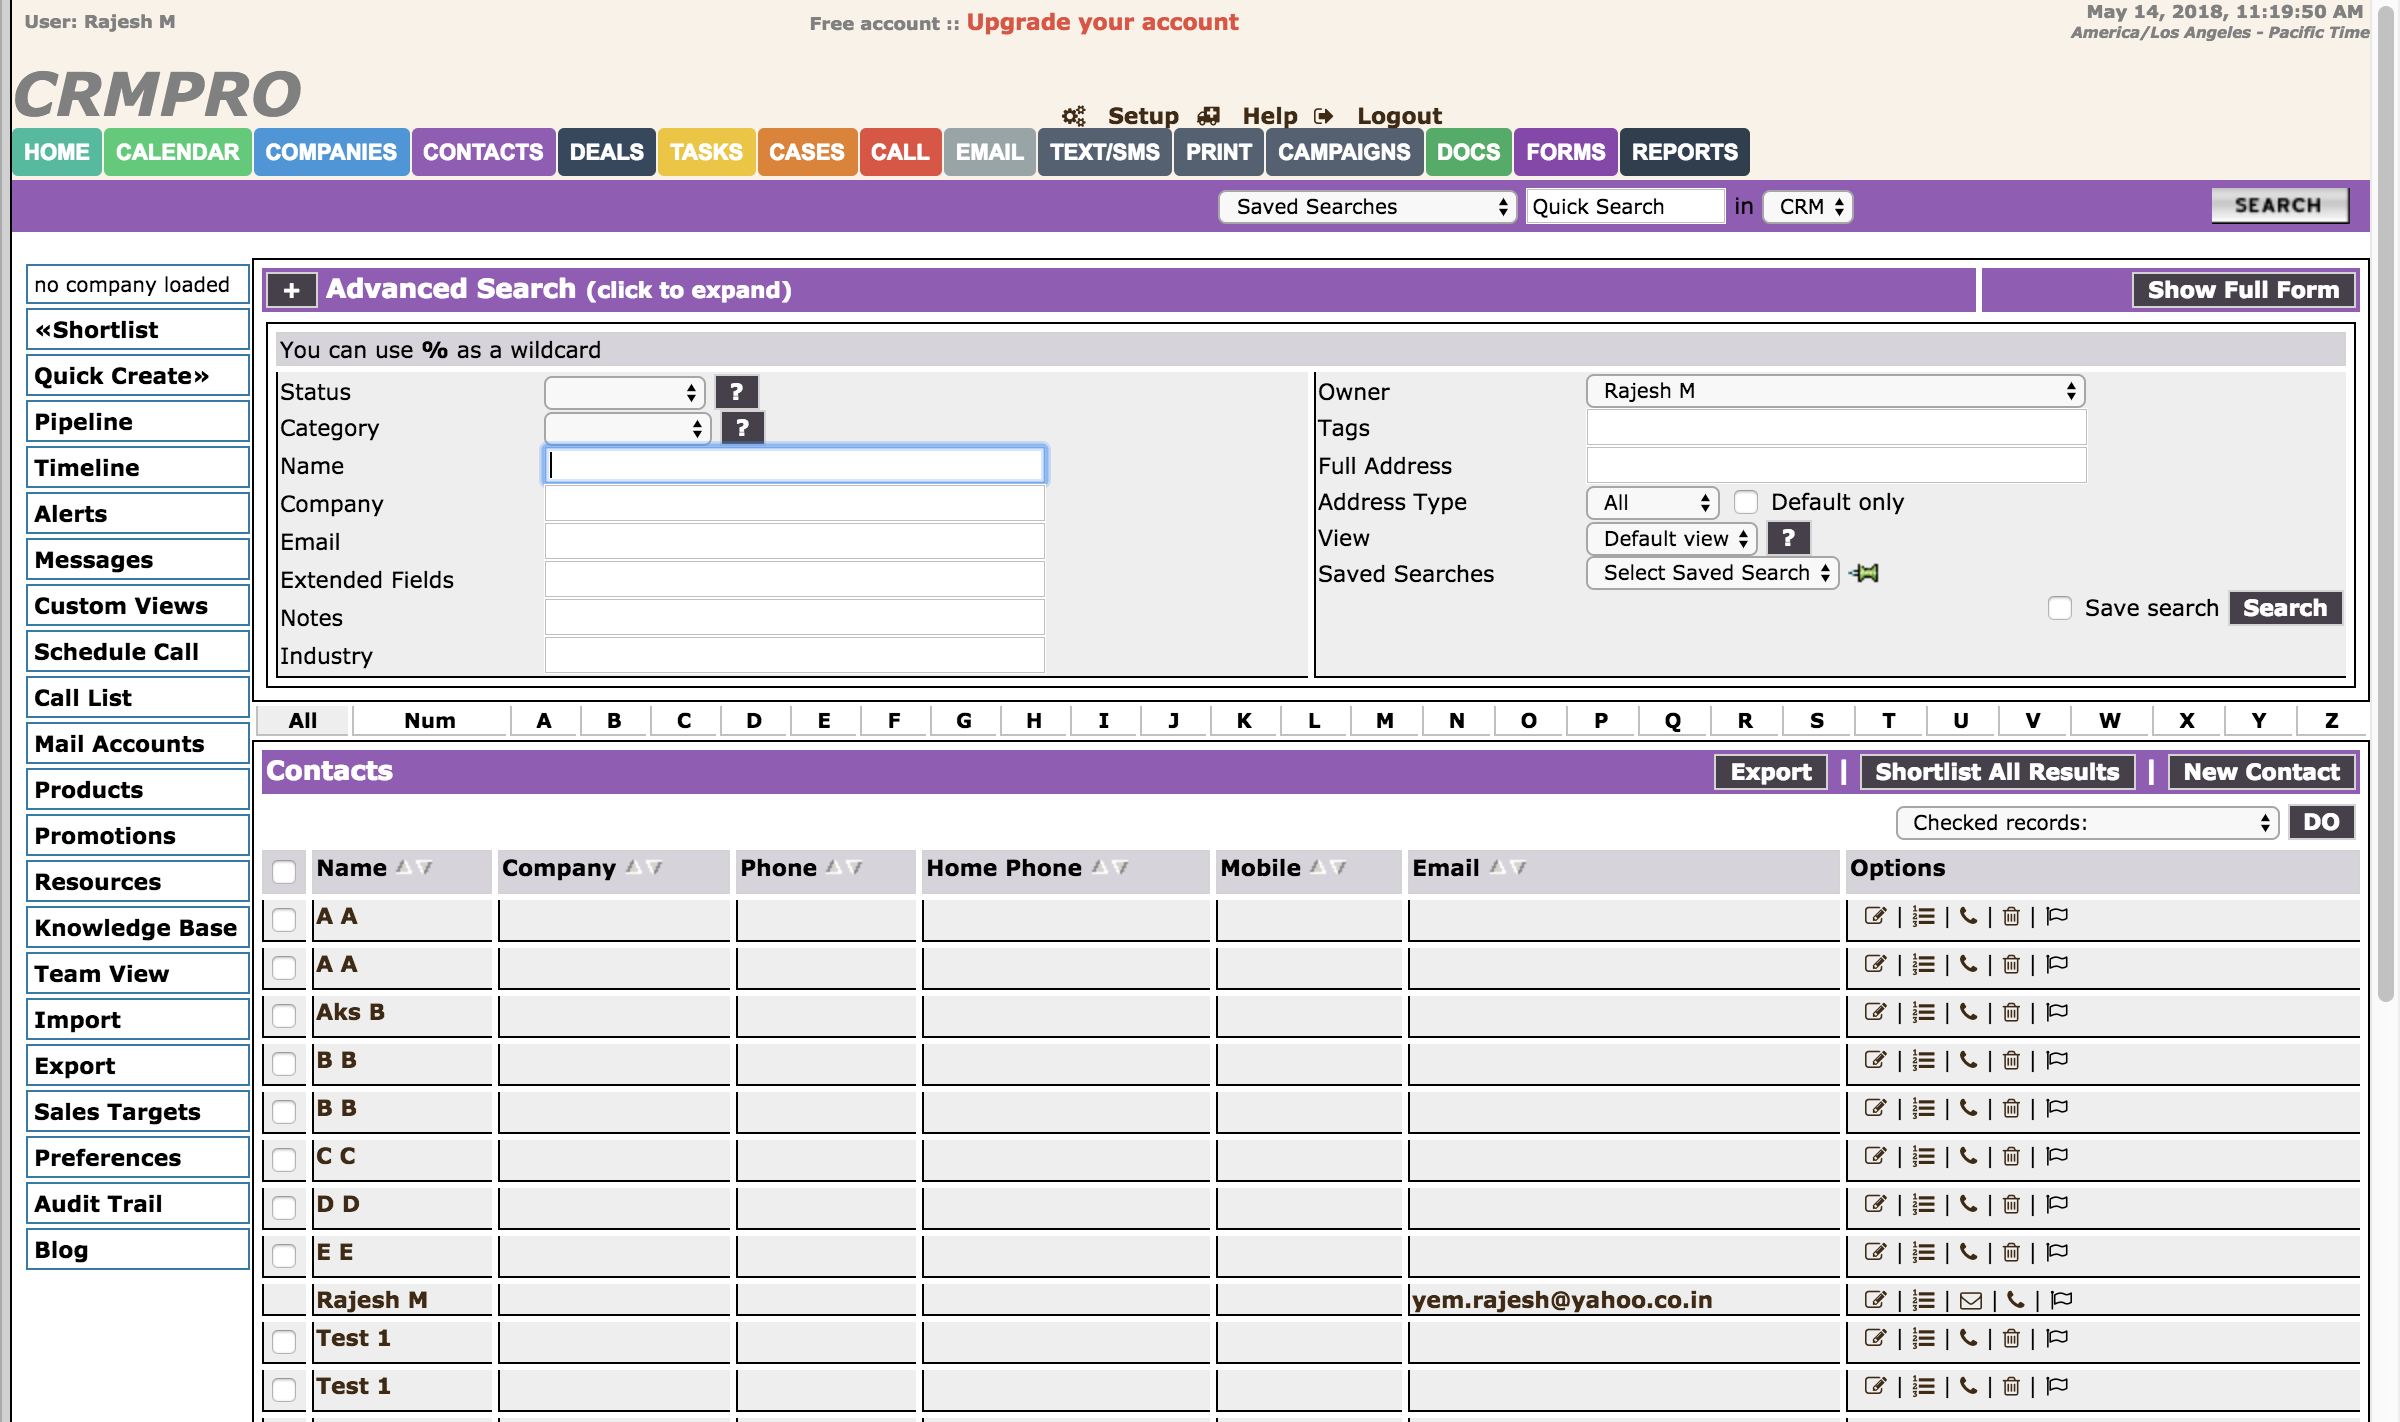 User: Rajesh M
Free account :: Upgrade your account
May 14, 2018, 11:19:50 AM
America/Los Angeles - Pacific Time
CRMPRO
Setup Help Logout
HOME CALENDAR COMPANIES CONTACTS DEALS TASKS CASES CALL EMAIL TEXT/SMS PRINT CAMPAIGNS DOCS FORMS REPORTS
Saved Searches Quick Search in CRM SEARCH
no company loaded
«Shortlist
Quick Create»
Pipeline
Timeline
Alerts
Messages
Custom Views
Schedule Call
Call List
Mail Accounts
Products
Promotions
Resources
Knowledge Base
Team View
Import
Export
Sales Targets
Preferences
Audit Trail
Blog
+ Advanced Search (click to expand) Show Full Form
You can use % as a wildcard
Status ?
Category ?
Name
Company
Email
Extended Fields
Notes
Industry
Owner Rajesh M
Tags
Full Address
Address Type All Default only
View Default view ?
Saved Searches Select Saved Search
Save search Search
All Num A B C D E F G H I J K L M N O P Q R S T U V W X Y Z
Contacts Export | Shortlist All Results | New Contact
Checked records: DO
Name Company Phone Home Phone Mobile Email Options
A A | | | |
A A | | | |
Aks B | | | |
B B | | | |
B B | | | |
C C | | | |
D D | | | |
E E | | | |
Rajesh M yem.rajesh@yahoo.co.in | | | |
Test 1 | | | |
Test 1 | | | |